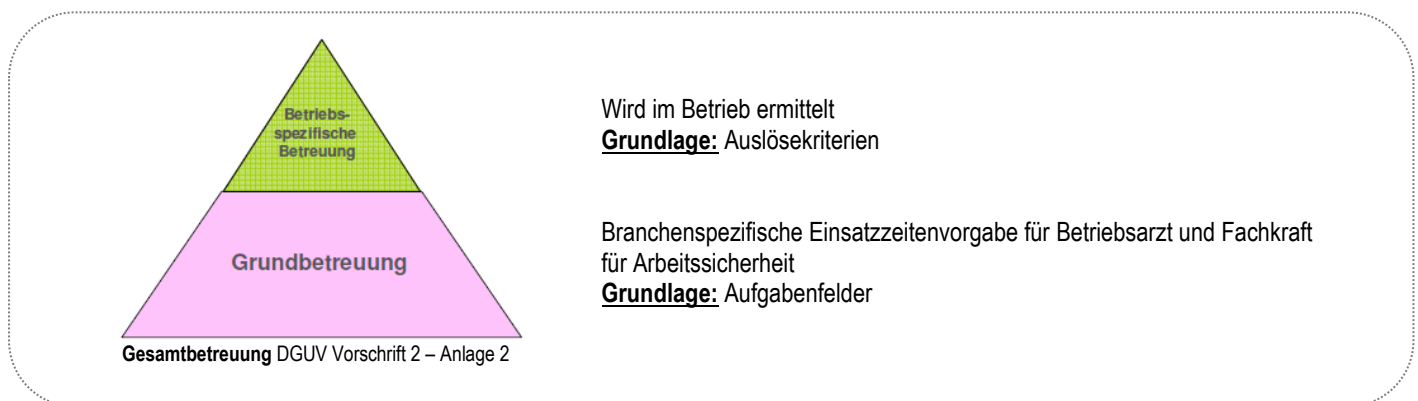 Betriebs-
spezifische
Betreuung
Wird im Betrieb ermittelt
Grundlage: Auslösekriterien
Grundbetreuung
Branchenspezifische Einsatzzeitenvorgabe für Betriebsarzt und Fachkraft
für Arbeitssicherheit
Grundlage: Aufgabenfelder
Gesamtbetreuung DGUV Vorschrift 2 – Anlage 2